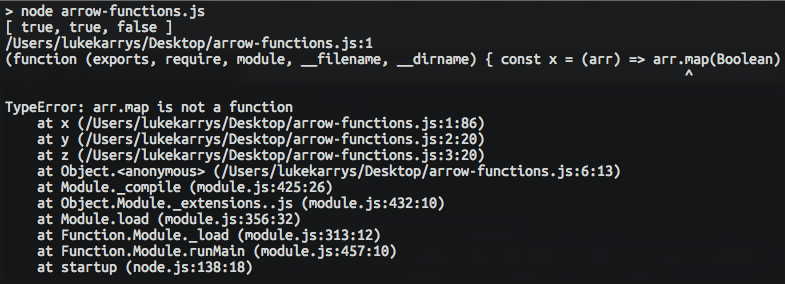 > node arrow-functions.js
[ true, true, false ]
/Users/lukekarrys/Desktop/arrow-functions.js:1
(function (exports, require, module, __filename, __dirname) { const x = (arr) => arr.map(Boolean)
^
TypeError: arr.map is not a function
at x (/Users/lukekarrys/Desktop/arrow-functions.js:1:86)
at y (/Users/lukekarrys/Desktop/arrow-functions.js:2:20)
at z (/Users/lukekarrys/Desktop/arrow-functions.js:3:20)
at Object.<anonymous> (/Users/lukekarrys/Desktop/arrow-functions.js:6:13)
at Module._compile (module.js:425:26)
at Object.Module._extensions..js (module.js:432:10)
at Module.load (module.js:356:32)
at Function.Module._load (module.js:313:12)
at Function.Module.runMain (module.js:457:10)
at startup (node.js:138:18)